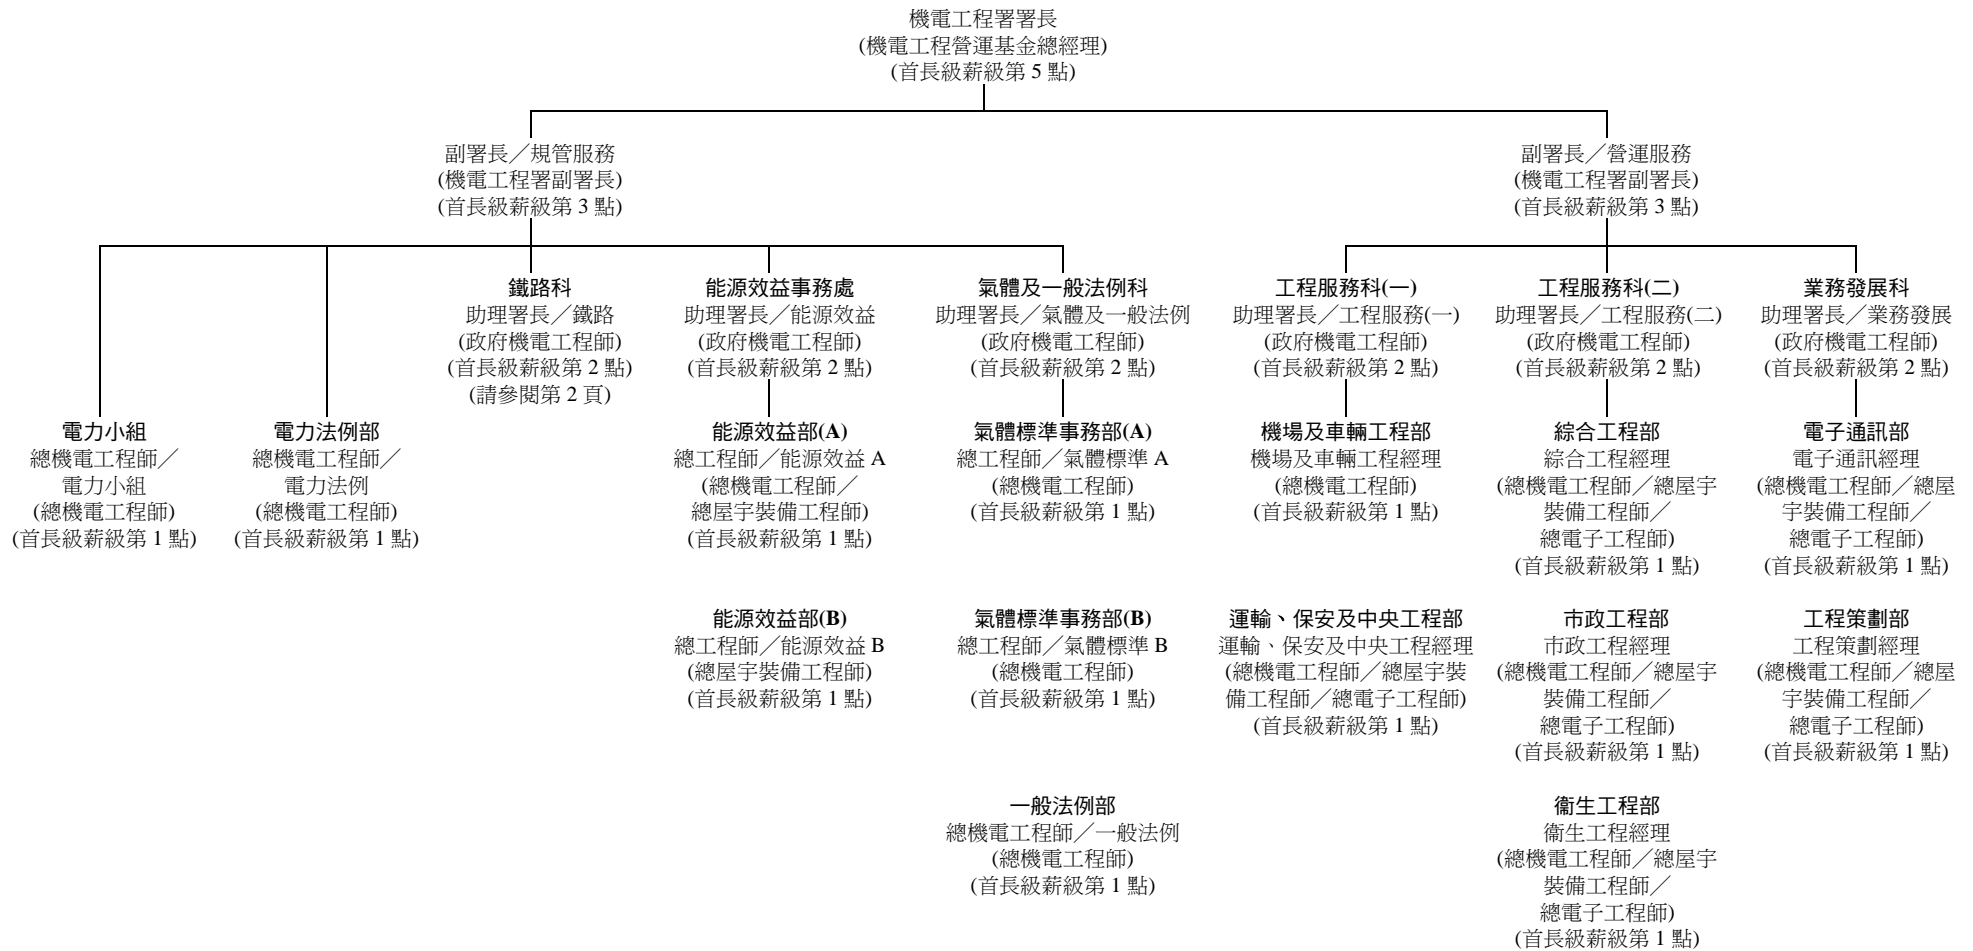 機電工程署署長
(機電工程營運基金總經理)
(首長級薪級第 5 點)
副署長／規管服務
(機電工程署副署長)
(首長級薪級第 3 點)
副署長／營運服務
(機電工程署副署長)
(首長級薪級第 3 點)
鐵路科
助理署長／鐵路
(政府機電工程師)
(首長級薪級第 2 點)
(請參閱第 2 頁)
能源效益事務處
助理署長／能源效益
(政府機電工程師)
(首長級薪級第 2 點)
氣體及一般法例科
助理署長／氣體及一般法例
(政府機電工程師)
(首長級薪級第 2 點)
工程服務科(一)
助理署長／工程服務(一)
(政府機電工程師)
(首長級薪級第 2 點)
工程服務科(二)
助理署長／工程服務(二)
(政府機電工程師)
(首長級薪級第 2 點)
業務發展科
助理署長／業務發展
(政府機電工程師)
(首長級薪級第 2 點)
電力小組
總機電工程師／
電力小組
(總機電工程師)
(首長級薪級第 1 點)
電力法例部
總機電工程師／
電力法例
(總機電工程師)
(首長級薪級第 1 點)
能源效益部(A)
總工程師／能源效益 A
(總機電工程師／
總屋宇裝備工程師)
(首長級薪級第 1 點)
氣體標準事務部(A)
總工程師／氣體標準 A
(總機電工程師)
(首長級薪級第 1 點)
機場及車輛工程部
機場及車輛工程經理
(總機電工程師)
(首長級薪級第 1 點)
綜合工程部
綜合工程經理
(總機電工程師／總屋宇
裝備工程師／
總電子工程師)
(首長級薪級第 1 點)
電子通訊部
電子通訊經理
(總機電工程師／總屋
宇裝備工程師／
總電子工程師)
(首長級薪級第 1 點)
能源效益部(B)
總工程師／能源效益 B
(總屋宇裝備工程師)
(首長級薪級第 1 點)
氣體標準事務部(B)
總工程師／氣體標準 B
(總機電工程師)
(首長級薪級第 1 點)
運輸、保安及中央工程部
運輸、保安及中央工程經理
(總機電工程師／總屋宇裝
備工程師／總電子工程師)
(首長級薪級第 1 點)
市政工程部
市政工程經理
(總機電工程師／總屋宇
裝備工程師／
總電子工程師)
(首長級薪級第 1 點)
工程策劃部
工程策劃經理
(總機電工程師／總屋
宇裝備工程師／
總電子工程師)
(首長級薪級第 1 點)
一般法例部
總機電工程師／一般法例
(總機電工程師)
(首長級薪級第 1 點)
衞生工程部
衞生工程經理
(總機電工程師／總屋宇
裝備工程師／
總電子工程師)
(首長級薪級第 1 點)